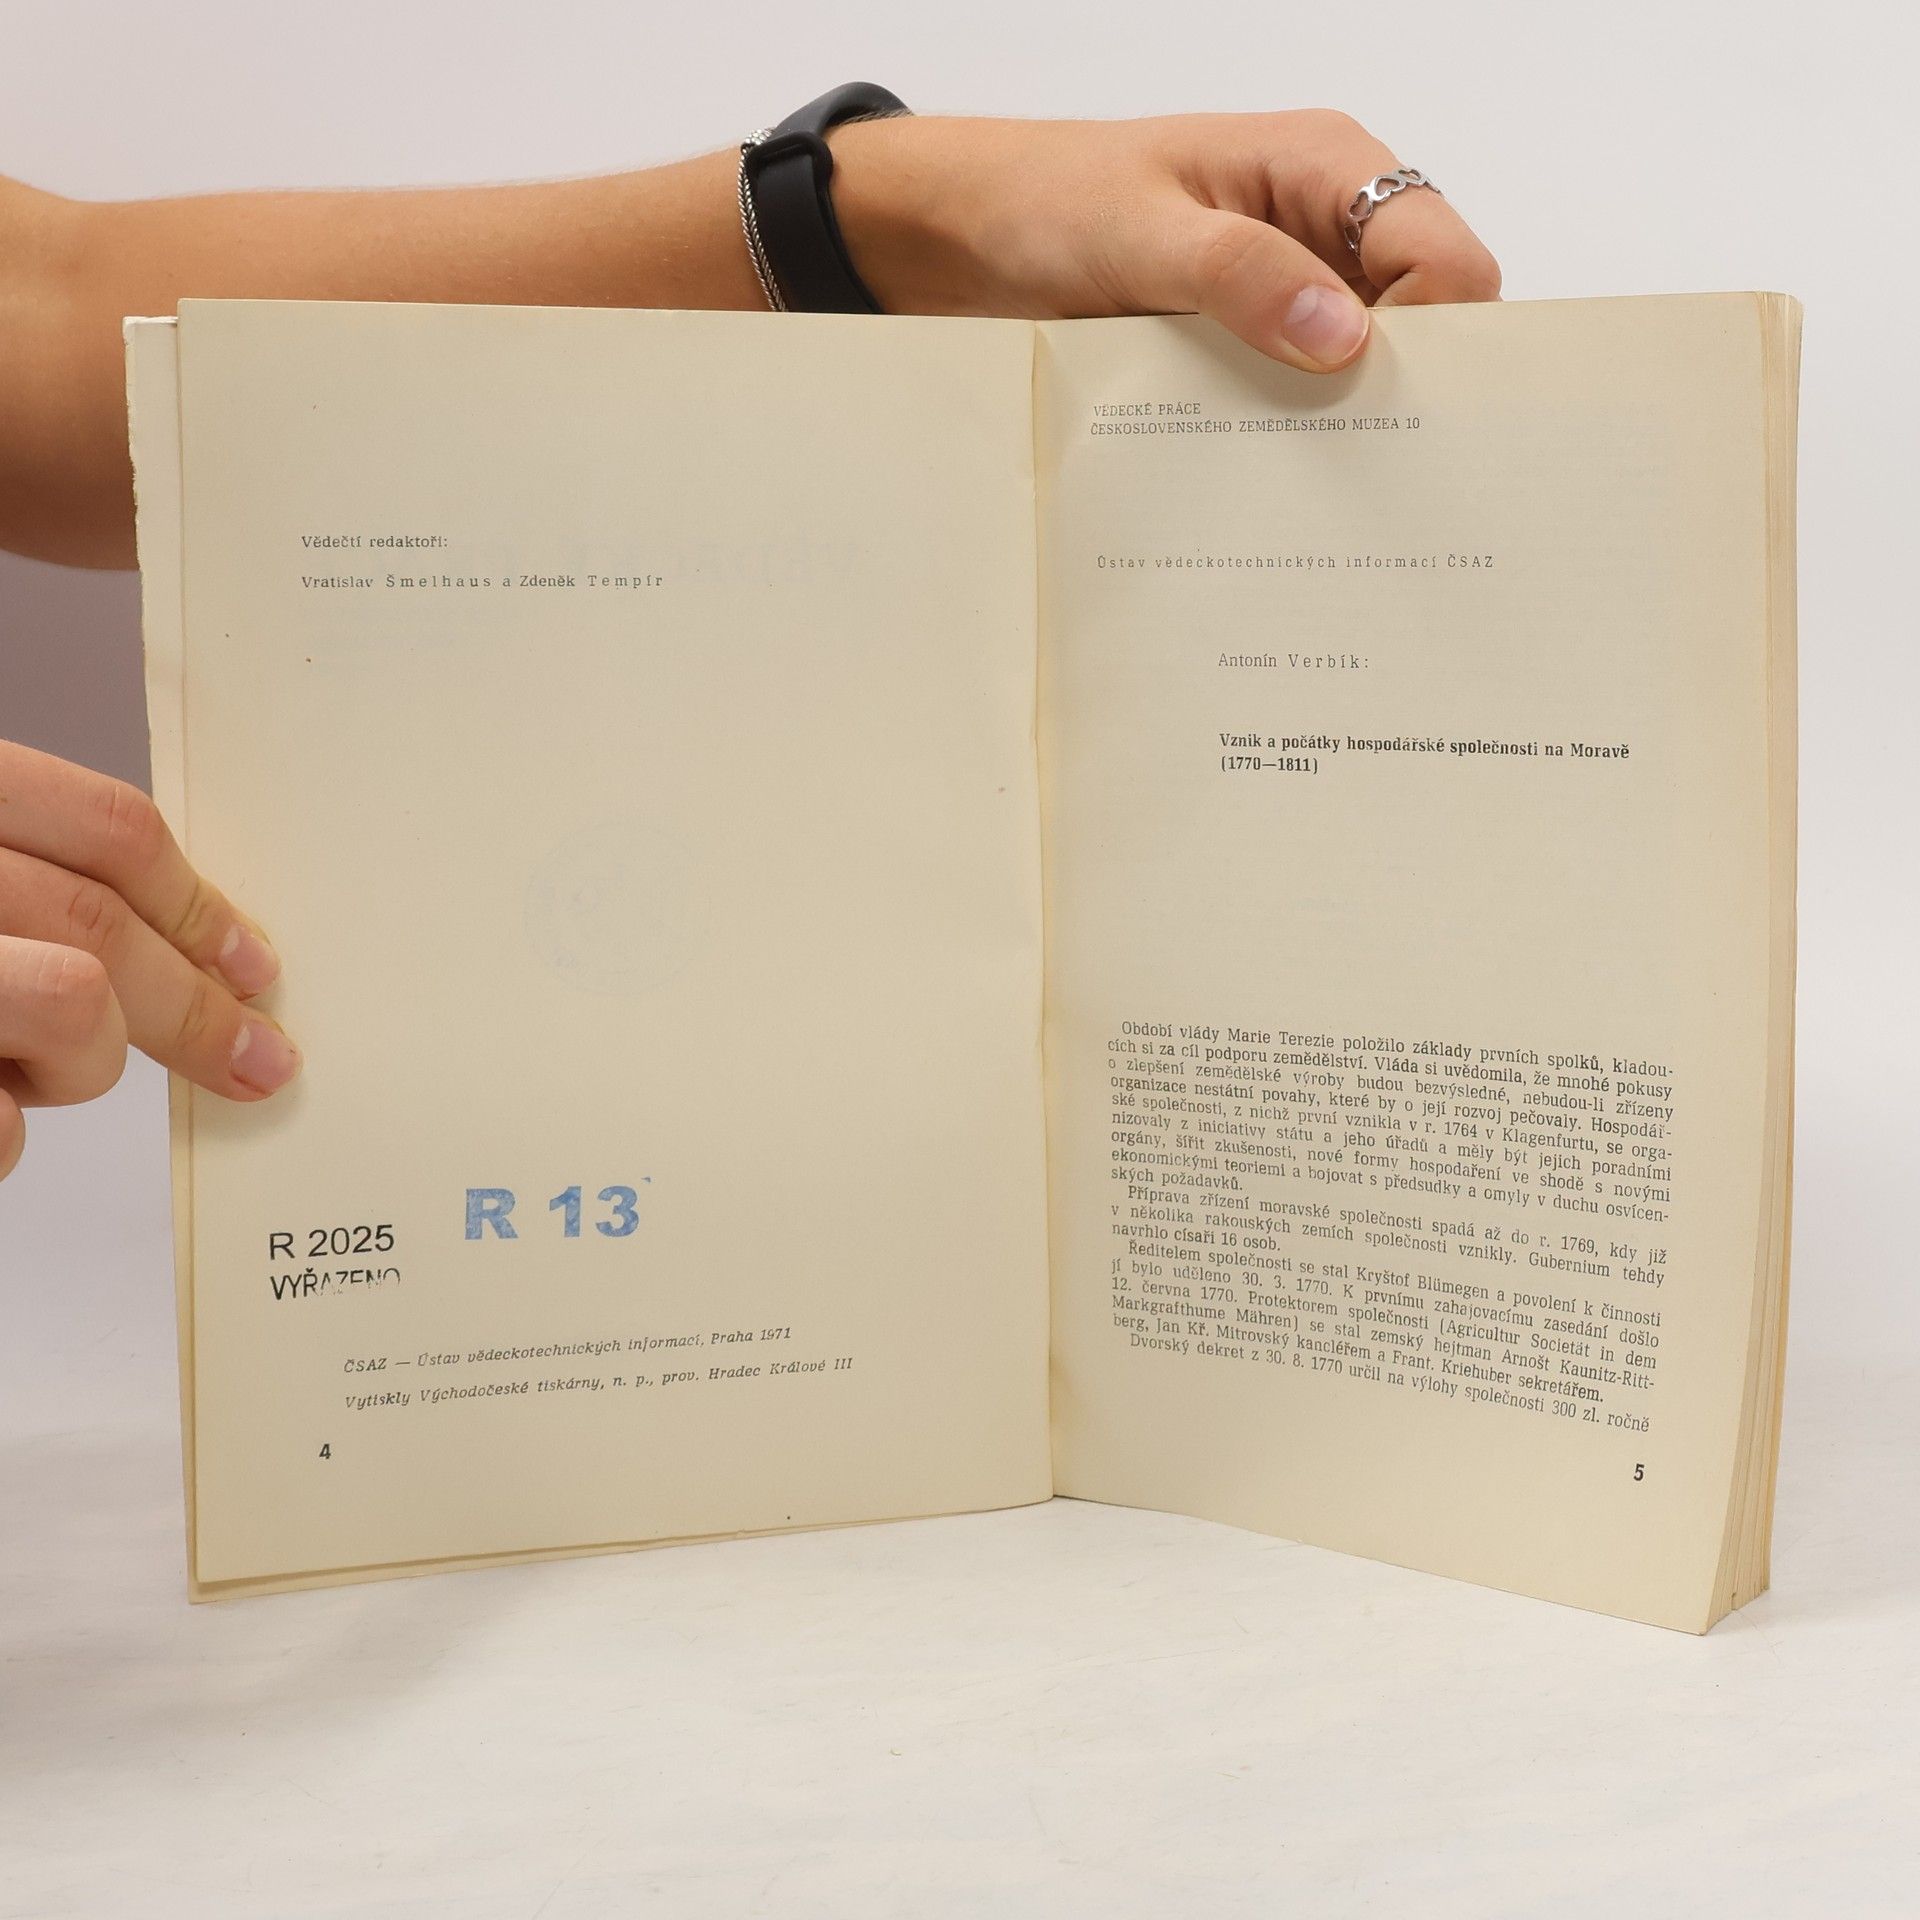 Vědečtí redaktoři:
Vratislav Šmelhaus a Zdeněk Tempír
R 13
R 2025
VYŘAZENO
ČSAZ — Ústav vědeckotechnických informací, Praha 1971
Vytiskly Východočeské tiskárny, n. p., prov. Hradec Králové III
4
VĚDECKÉ PRÁCE
ČESKOSLOVENSKÉHO ZEMĚDĚLSKÉHO MUZEA 10
Ústav vědeckotechnických informací ČSAZ
Antonín Verbík:
Vznik a počátky hospodářské společnosti na Moravě
(1770—1811)
Období vlády Marie Terezie položilo základy prvních spolků, kladou-
cích si za cíl podporu zemědělství. Vláda si uvědomila, že mnohé pokusy
o zlepšení zemědělské výroby budou bezvýsledné, nebudou-li zřízeny
organizace nestátní povahy, které by o její rozvoj pečovaly. Hospodář-
ské společnosti, z nichž první vznikla v r. 1764 v Klagenfurtu, se orga-
nizovaly z iniciativy státu a jeho úřadů a měly být jejich poradními
orgány, šířit zkušenosti, nové formy hospodaření ve shodě s novými
ekonomickými teoriemi a bojovat s předsudky a omyly v duchu osvícen-
ských požadavků.
Příprava zřízení moravské společnosti spadá až do r. 1769, kdy již
v několika rakouských zemích společnosti vznikly. Gubernium tehdy
navrhlo císaři 16 osob.
Ředitelem společnosti se stal Kryštof Blümegen a povolení k činnosti
jí bylo uděleno 30. 3. 1770. K prvnímu zahajovacímu zasedání došlo
12. června 1770. Protektorem společnosti (Agricultur Societät in dem
Markgrafthume Mähren) se stal zemský hejtman Arnošt Kaunitz-Ritt-
berg, Jan Kř. Mitrovský kancléřem a Frant. Kriehuber sekretářem.
Dvorský dekret z 30. 8. 1770 určil na výlohy společnosti 300 zl. ročně
5